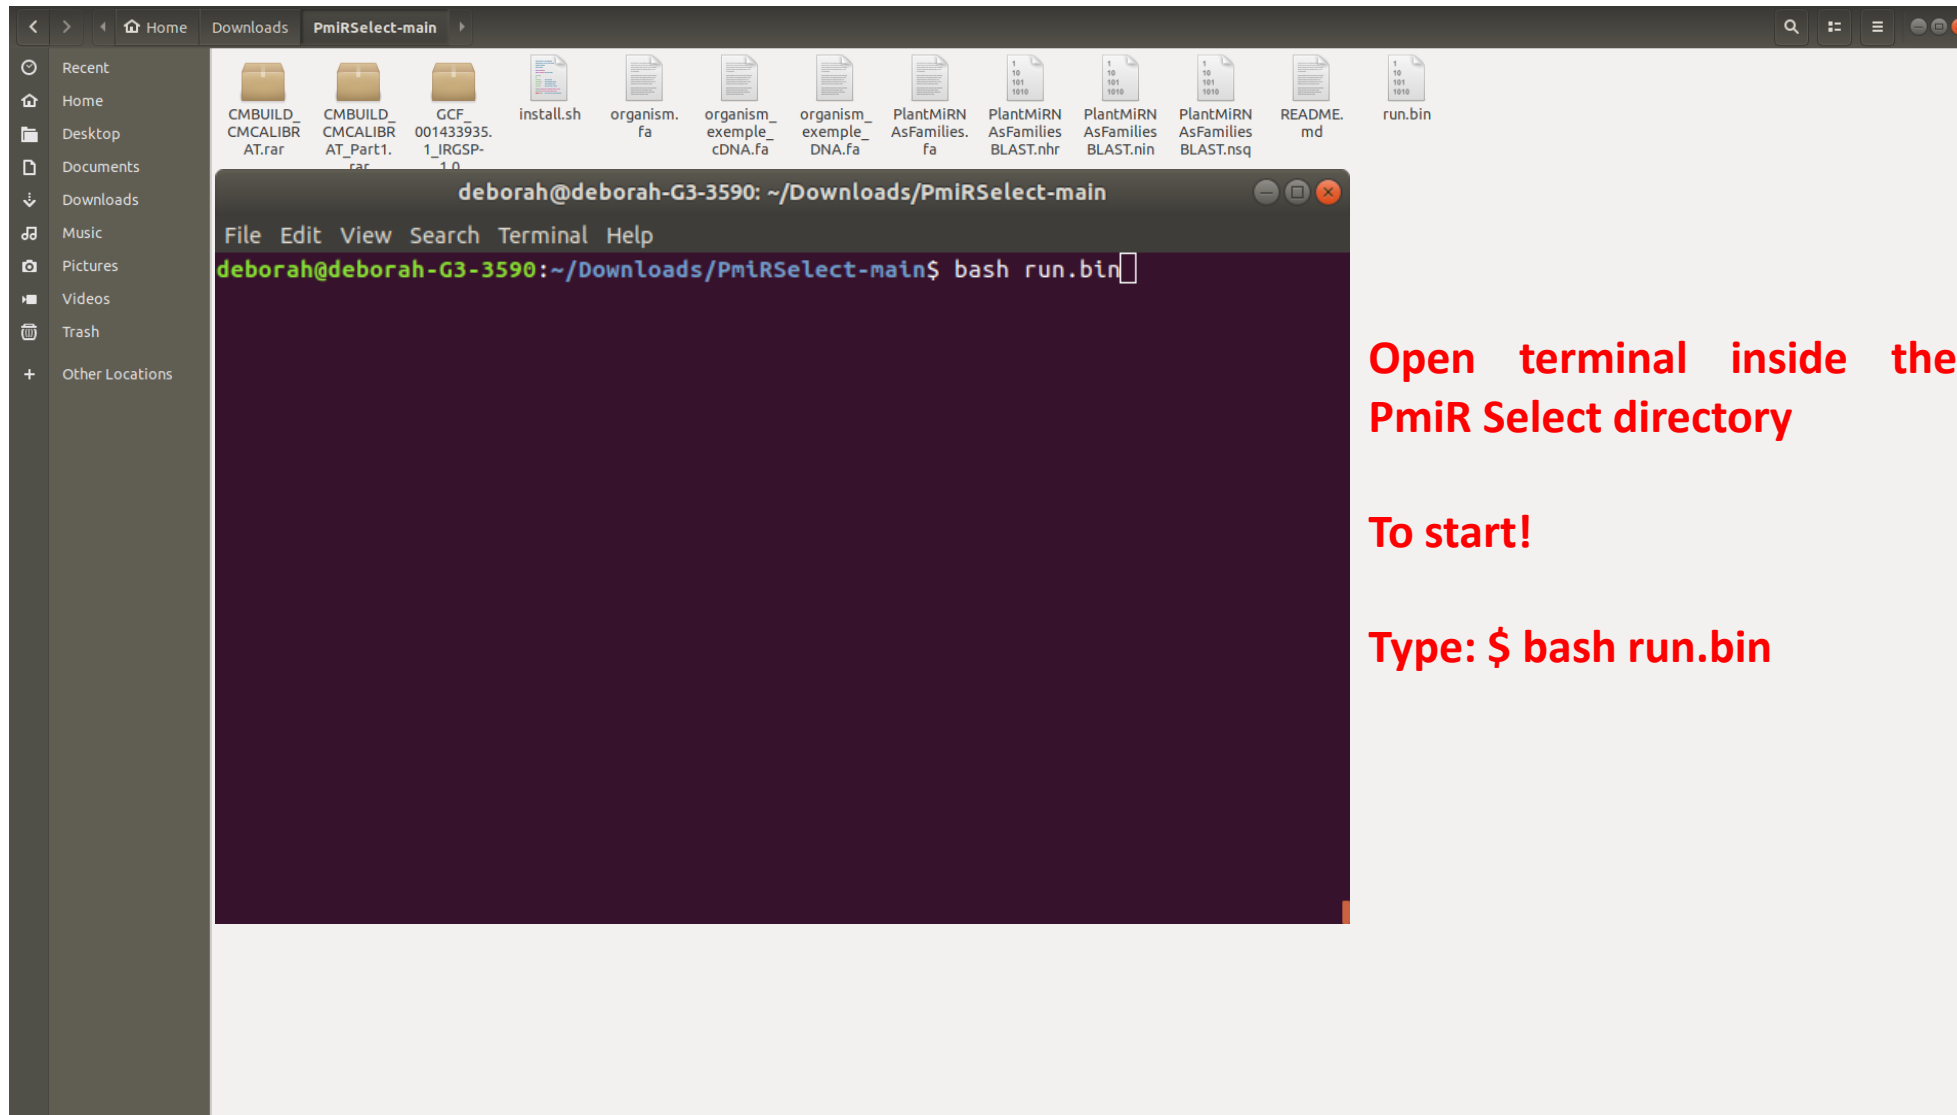 Home Downloads PmiRSelect-main
Recent
Home
Desktop
Documents
Downloads
Music
Pictures
Videos
Trash
Other Locations
CMBUILD_
CMCALIBR
AT.rar
CMBUILD_
CMCALIBR
AT_Part1.
rar
GCF_
001433935.
1_IRGSP-
1.0
install.sh
organism.
fa
organism_
exemple_
cDNA.fa
organism_
exemple_
DNA.fa
PlantMiRN
AsFamilies.
fa
PlantMiRN
AsFamilies
BLAST.nhr
PlantMiRN
AsFamilies
BLAST.nin
PlantMiRN
AsFamilies
BLAST.nsq
README.
md
run.bin
deborah@deborah-G3-3590: ~/Downloads/PmiRSelect-main
File Edit View Search Terminal Help
deborah@deborah-G3-3590:~/Downloads/PmiRSelect-main$ bash run.bin
Open terminal inside the
PmiR Select directory
To start!
Type: $ bash run.bin